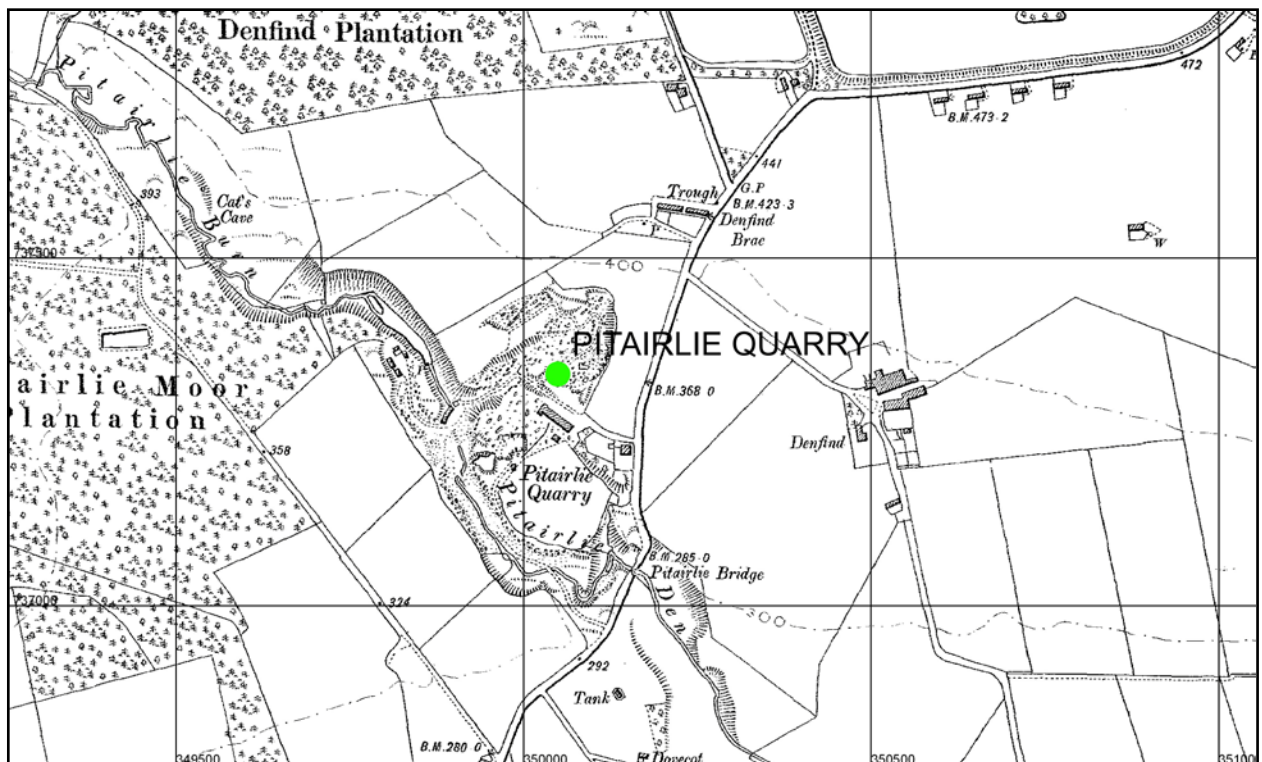 Denfind Plantation
Pitairlie Burn
472
B.M.473·2
441
393
Cat's
Cave
Trough
G.P
B.M.423·3
Denfind
Brae
P
W
737500
400
PITAIRLIE QUARRY
B.M.368·0
airlie Moor
Plantation
358
Denfind
Pitairlie
Quarry
Pitairlie
Den
B.M.285·0
Pitairlie Bridge
737000
324
300
292
Tank
B.M.280·0
Dovecot
349500
350000
350500
351000